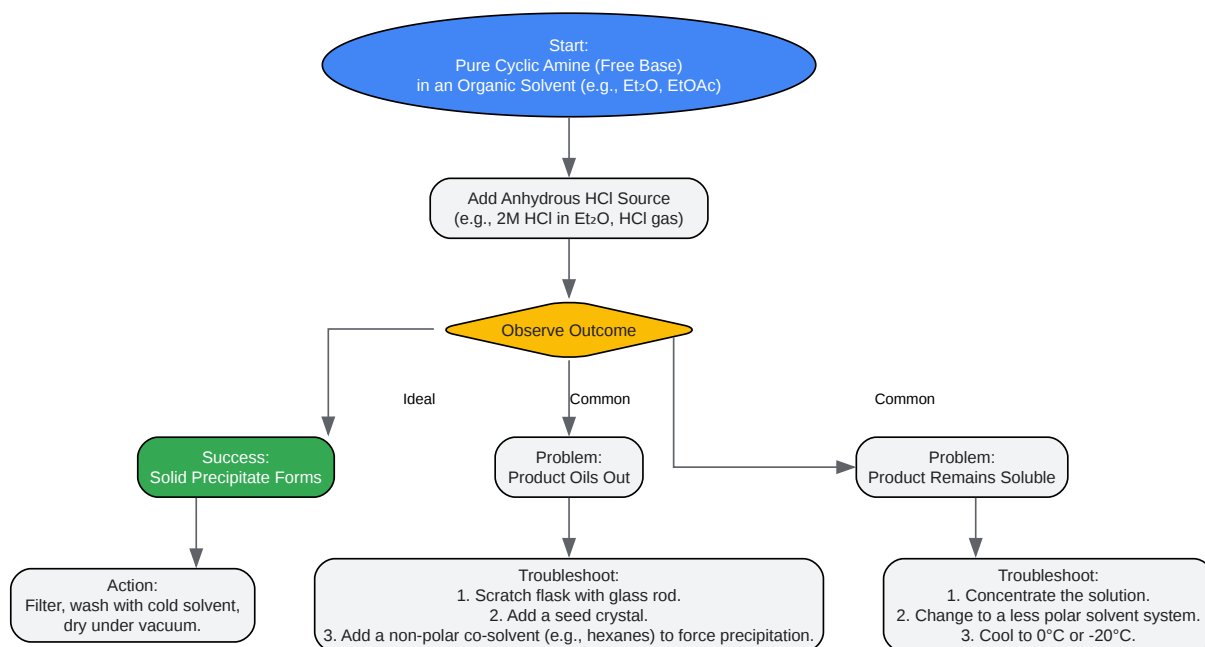 Start:
Pure Cyclic Amine (Free Base)
in an Organic Solvent (e.g., Et₂O, EtOAc)
Add Anhydrous HCl Source
(e.g., 2M HCl in Et₂O, HCl gas)
Observe Outcome
Ideal
Common
Common
Success:
Solid Precipitate Forms
Problem:
Product Oils Out
Problem:
Product Remains Soluble
Action:
Filter, wash with cold solvent,
dry under vacuum.
Troubleshoot:
1. Scratch flask with glass rod.
2. Add a seed crystal.
3. Add a non-polar co-solvent (e.g., hexanes) to force precipitation.
Troubleshoot:
1. Concentrate the solution.
2. Change to a less polar solvent system.
3. Cool to 0°C or -20°C.